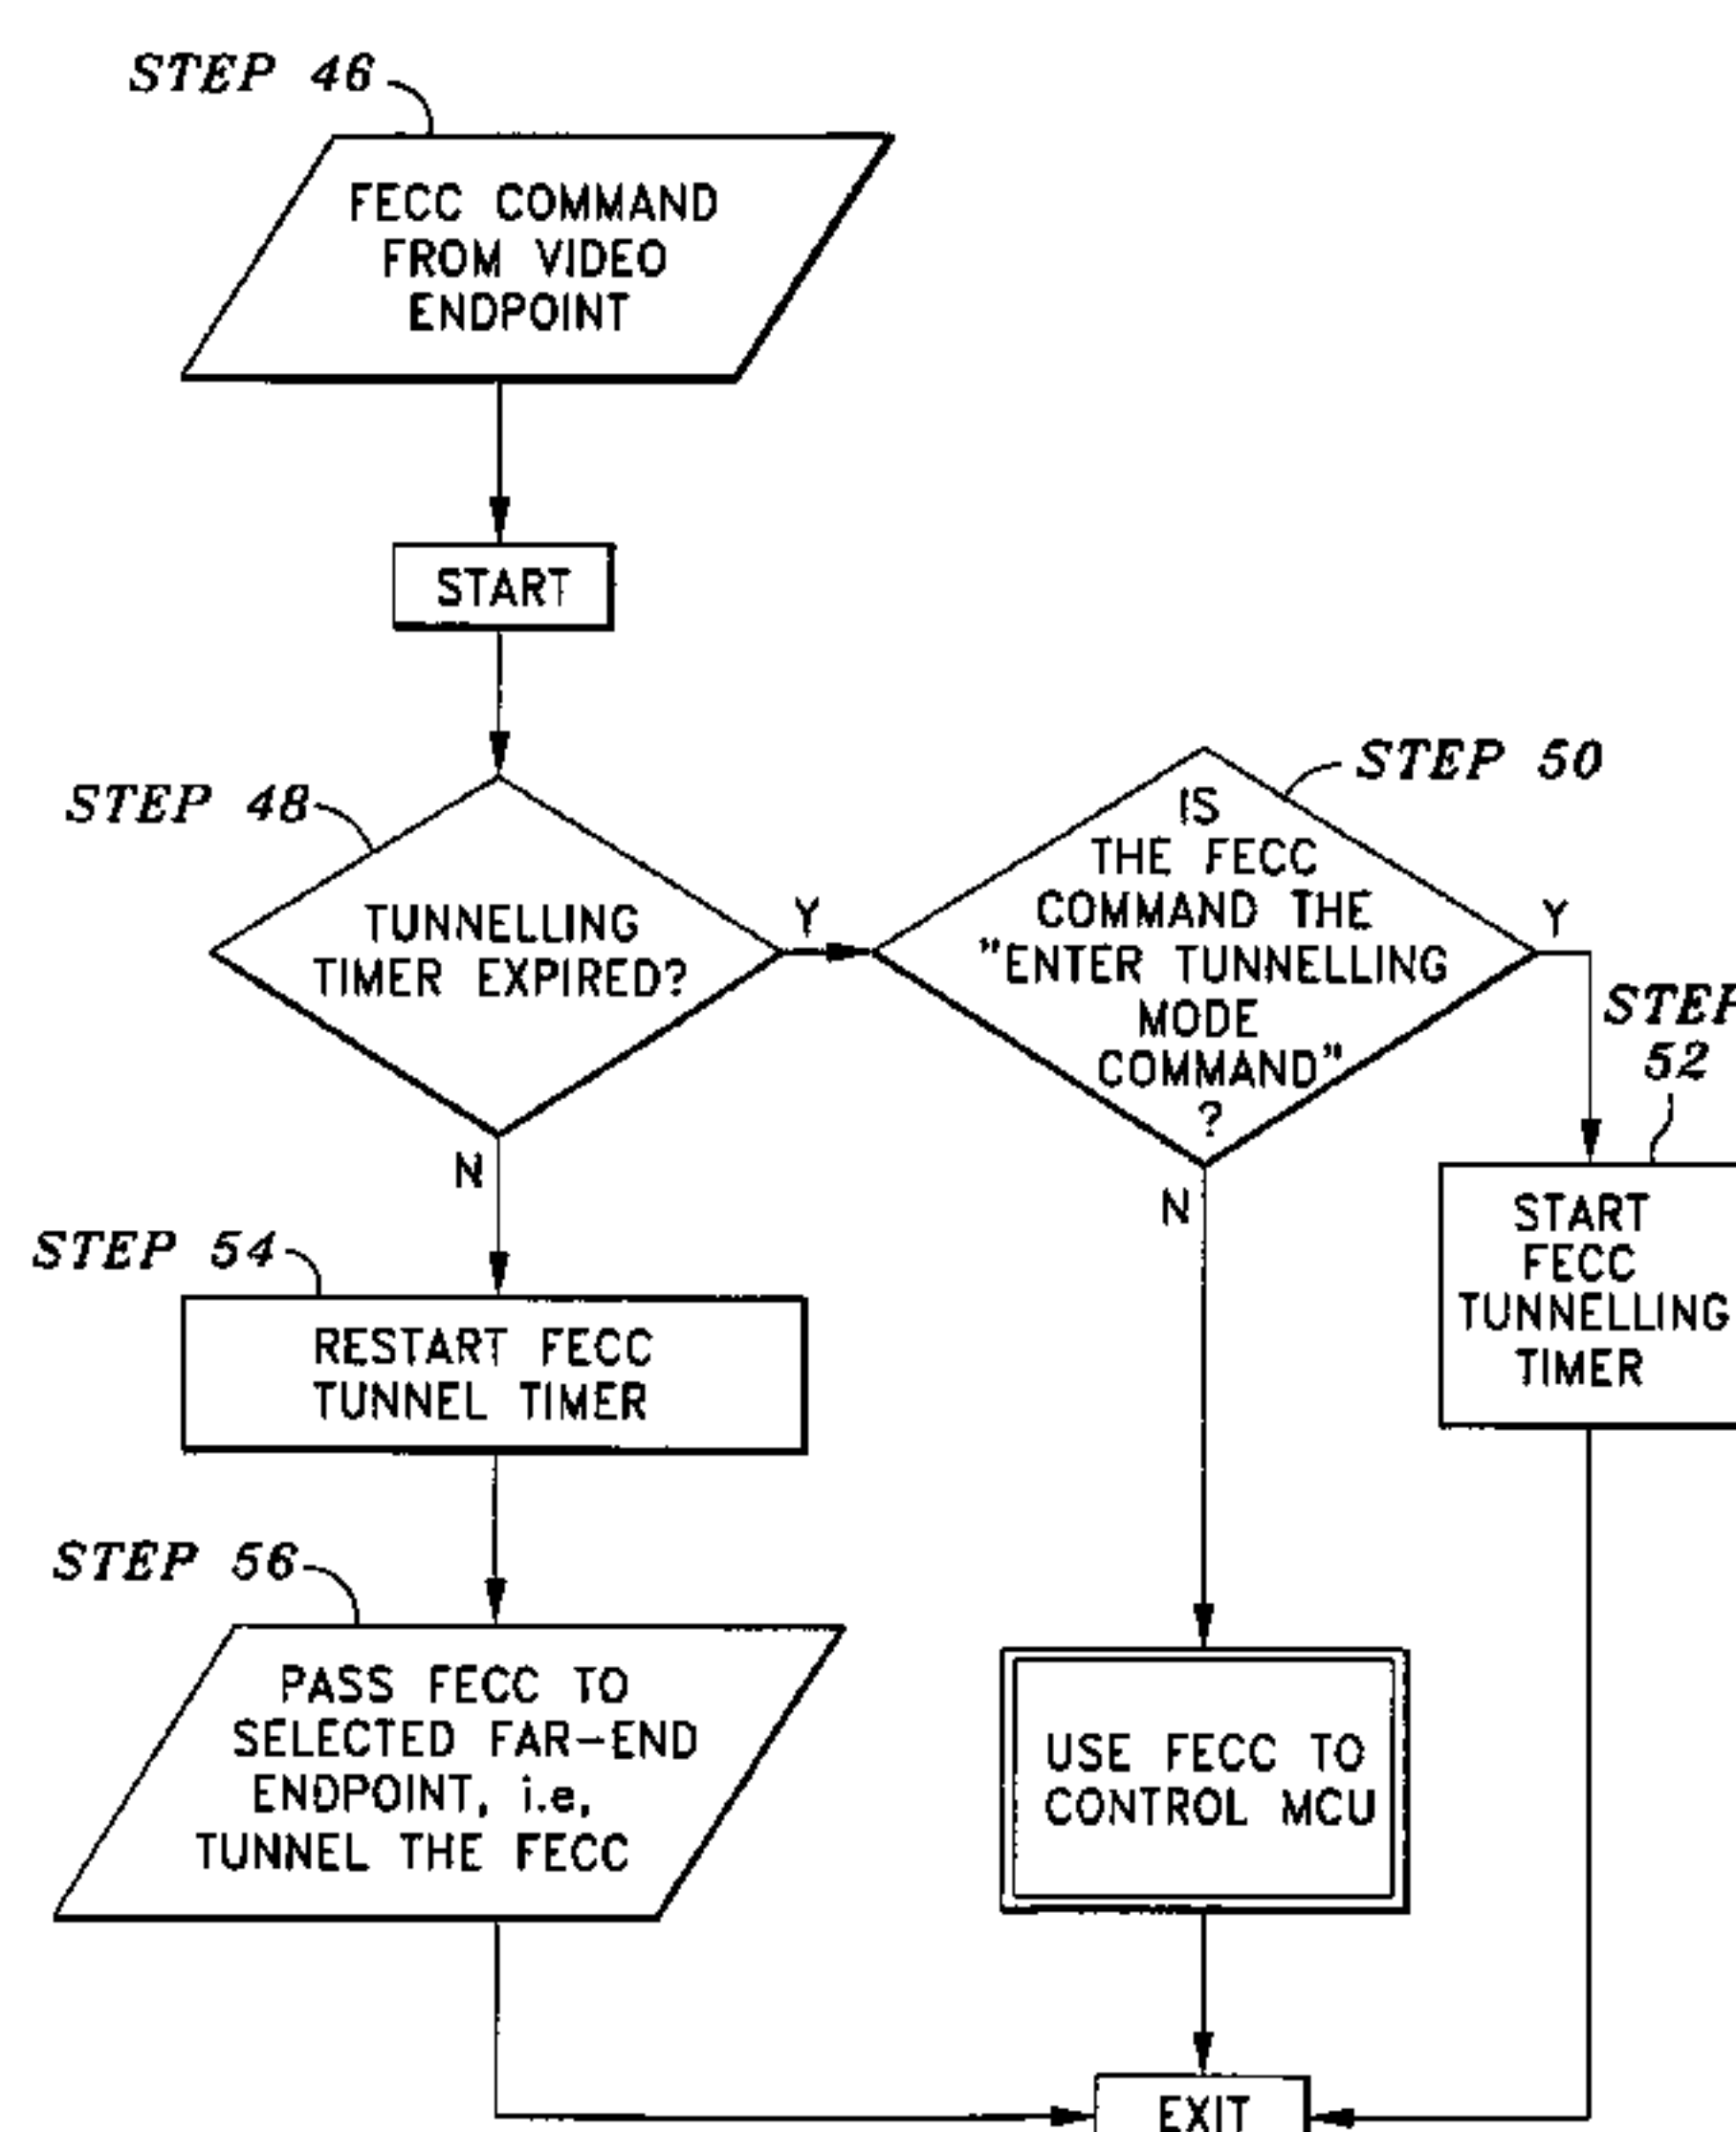 STEP 46
FECC COMMAND
FROM VIDEO
ENDPOINT
START
STEP 48
TUNNELLING
TIMER EXPIRED?
Y
N
STEP 50
IS
THE FECC
COMMAND THE
"ENTER TUNNELLING
MODE
COMMAND"
?
Y
N
STEP
52
START
FECC
TUNNELLING
TIMER
STEP 54
RESTART FECC
TUNNEL TIMER
STEP 56
PASS FECC TO
SELECTED FAR-END
ENDPOINT, i.e,
TUNNEL THE FECC
USE FECC TO
CONTROL MCU
EXIT